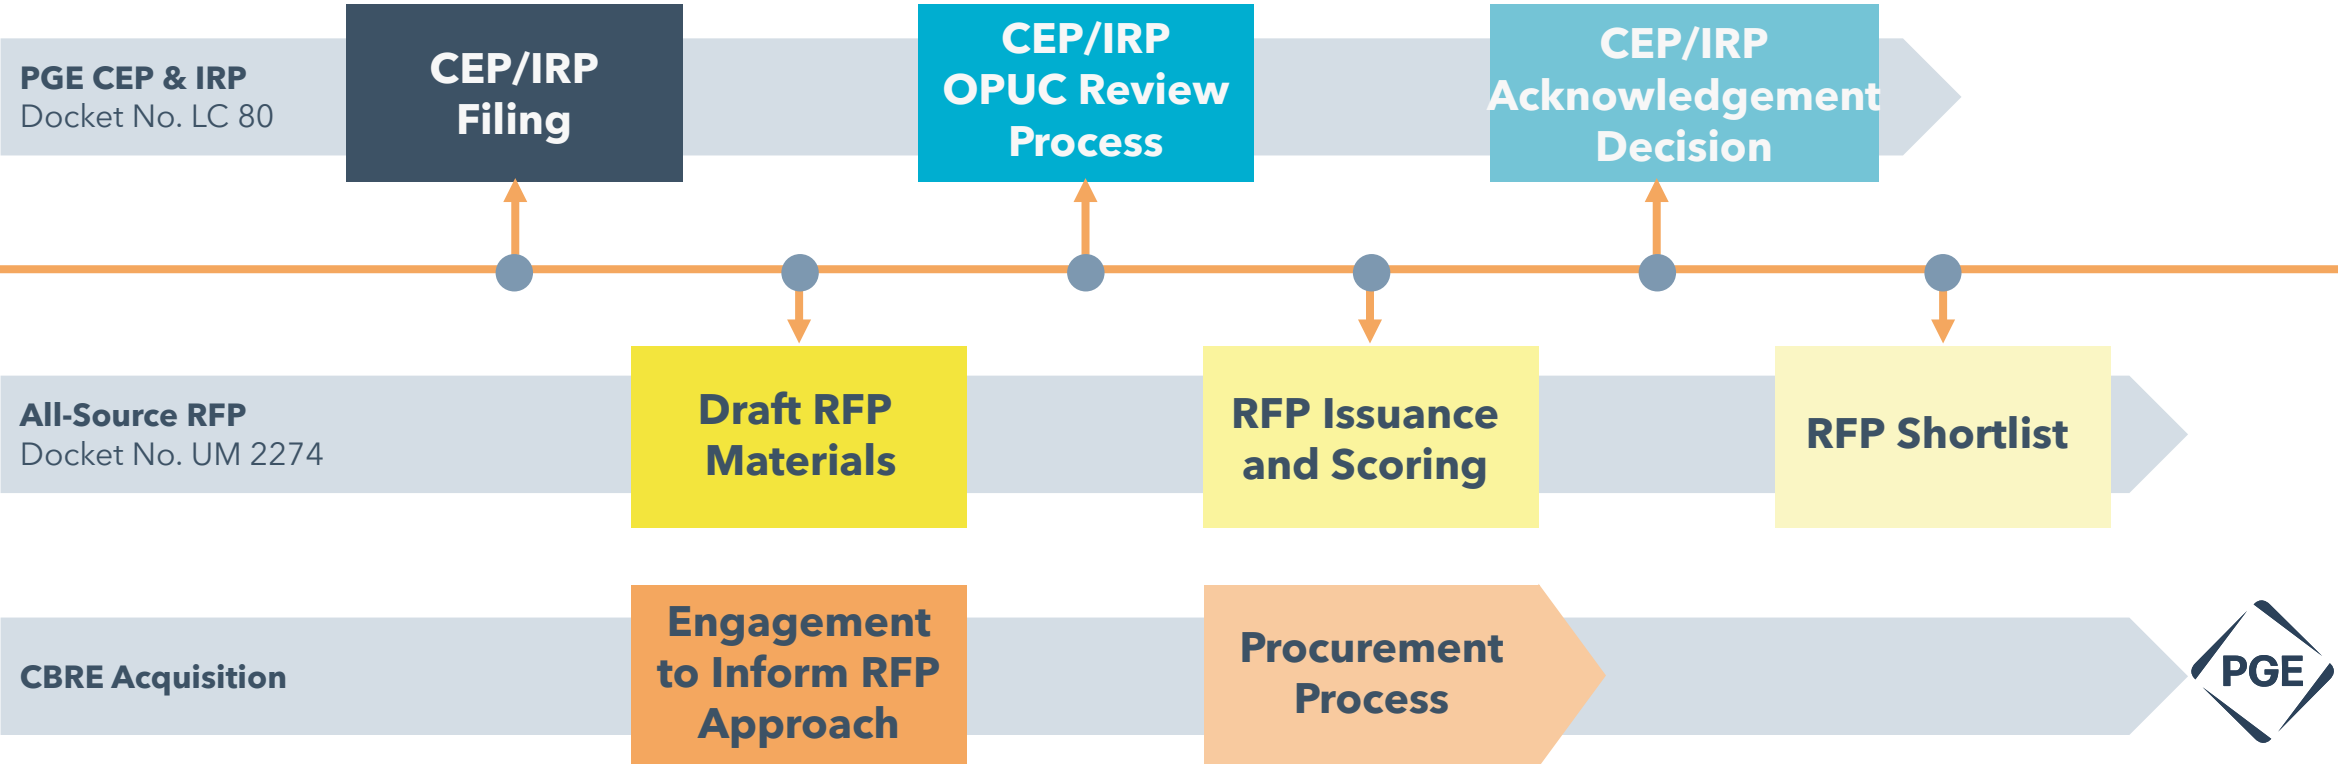 PGE CEP & IRP
Docket No. LC 80
CEP/IRP
Filing
CEP/IRP
OPUC Review
Process
CEP/IRP
Acknowledgement
Decision
All-Source RFP
Docket No. UM 2274
Draft RFP
Materials
RFP Issuance
and Scoring
RFP Shortlist
CBRE Acquisition
Engagement
to Inform RFP
Approach
Procurement
Process
PGE